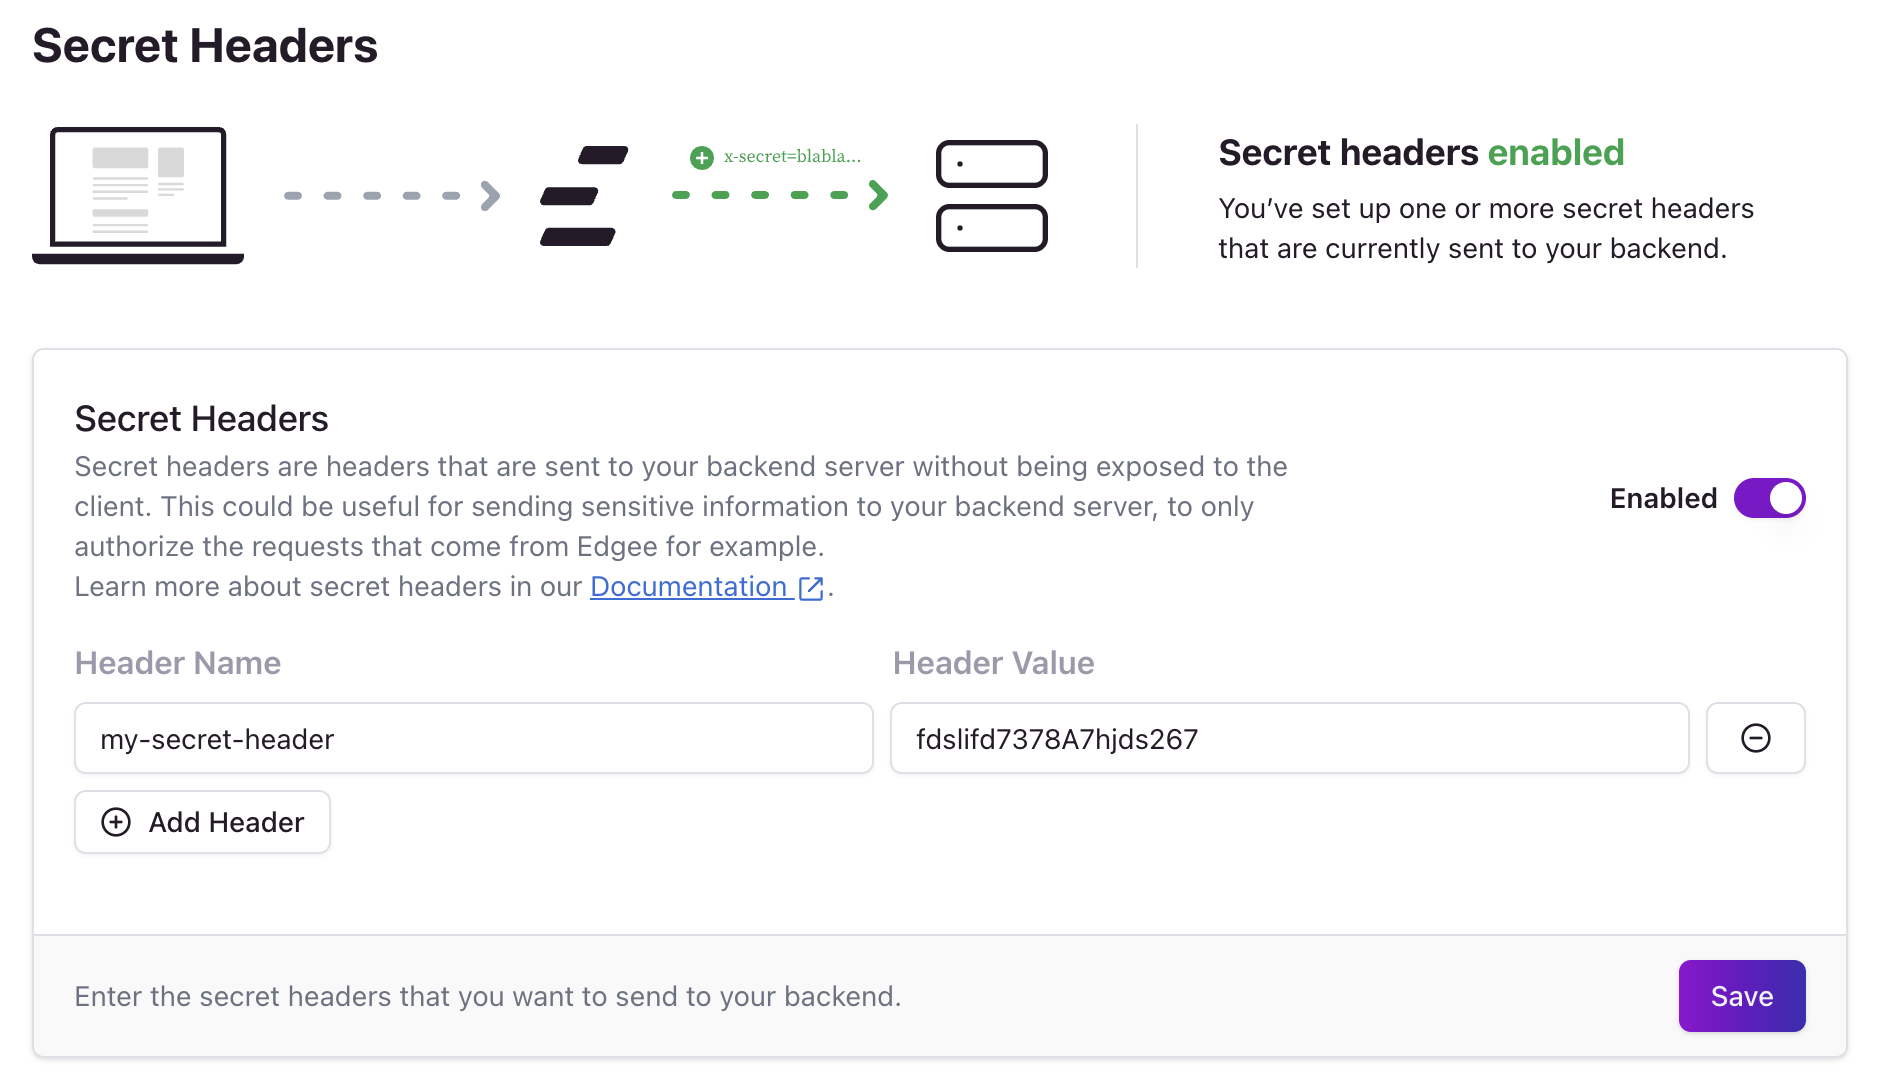 Secret Headers
x-secret=blabla...
Secret headers enabled
You’ve set up one or more secret headers
that are currently sent to your backend.
Secret Headers
Secret headers are headers that are sent to your backend server without being exposed to the
client. This could be useful for sending sensitive information to your backend server, to only
authorize the requests that come from Edgee for example.
Learn more about secret headers in our Documentation.
Enabled
Header Name
Header Value
my-secret-header
fdslifd7378A7hjds267
Add Header
Enter the secret headers that you want to send to your backend.
Save